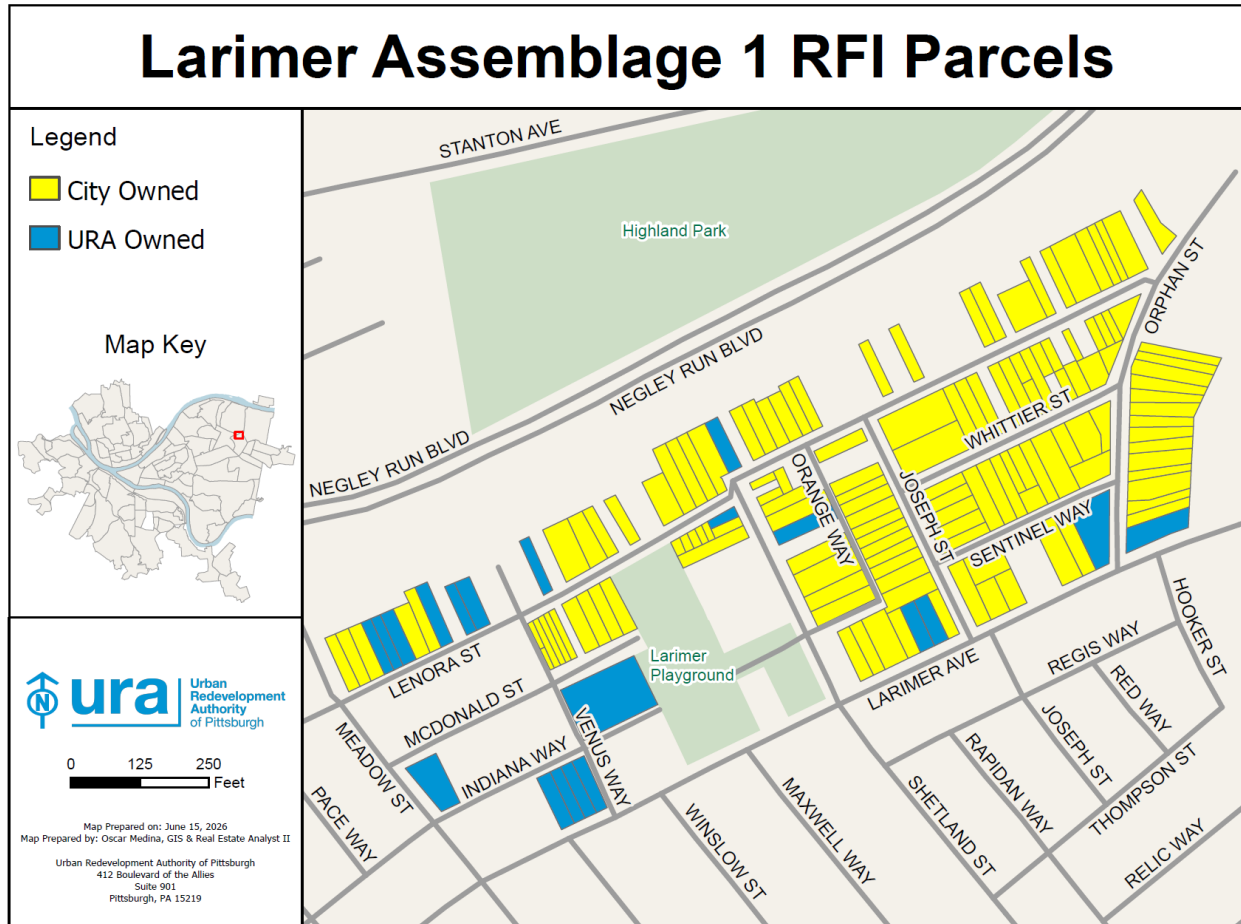 Larimer Assemblage 1 RFI Parcels
Legend
City Owned
URA Owned
Map Key
N
ura
Urban
Redevelopment
Authority
of Pittsburgh
0 125 250
Feet
Map Prepared on: June 15, 2026
Map Prepared by: Oscar Medina, GIS & Real Estate Analyst II
Urban Redevelopment Authority of Pittsburgh
412 Boulevard of the Allies
Suite 901
Pittsburgh, PA 15219
STANTON AVE
Highland Park
ORPHAN ST
NEGLEY RUN BLVD
NEGLEY RUN BLVD
WHITTIER ST
ORANGE WAY
JOSEPH ST
SENTINEL WAY
HOOKER ST
LENORA ST
Larimer
Playground
LARIMER AVE
REGIS WAY
RED WAY
MCDONALD ST
VENUS WAY
MEADOW ST
INDIANA WAY
JOSEPH ST
RAPIDAN WAY
THOMPSON ST
SHETLAND ST
MAXWELL WAY
WINSLOW ST
PACE WAY
RELIC WAY